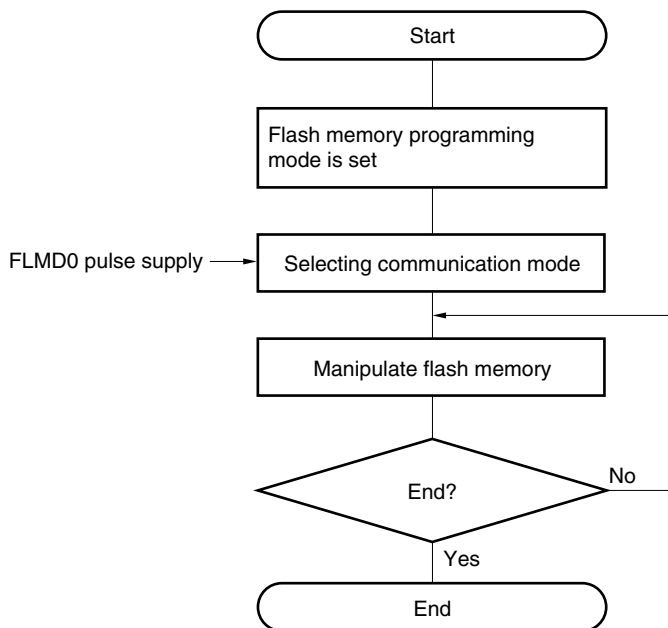 Start
Flash memory programming
mode is set
FLMD0 pulse supply
Selecting communication mode
Manipulate flash memory
End?
No
Yes
End